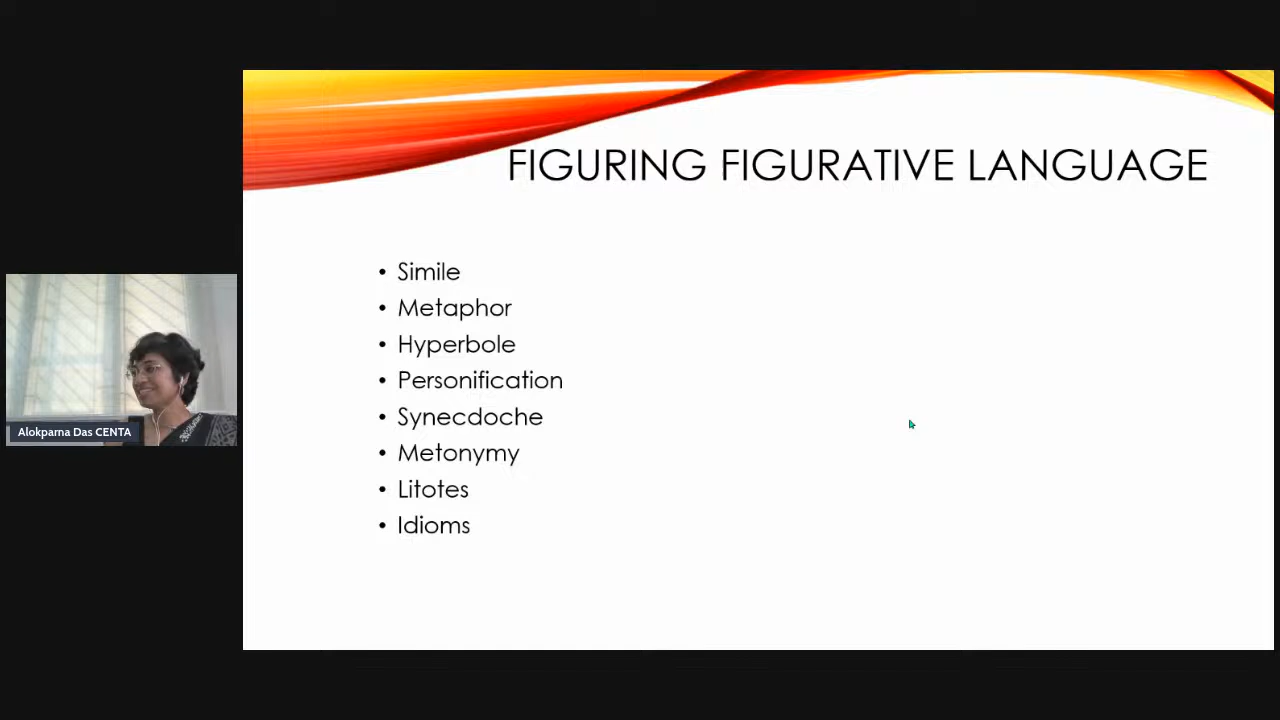 FIGURING FIGURATIVE LANGUAGE
• Simile
• Metaphor
• Hyperbole
• Personification
• Synecdoche
• Metonymy
• Litotes
• Idioms
Alokparna Das CENTA